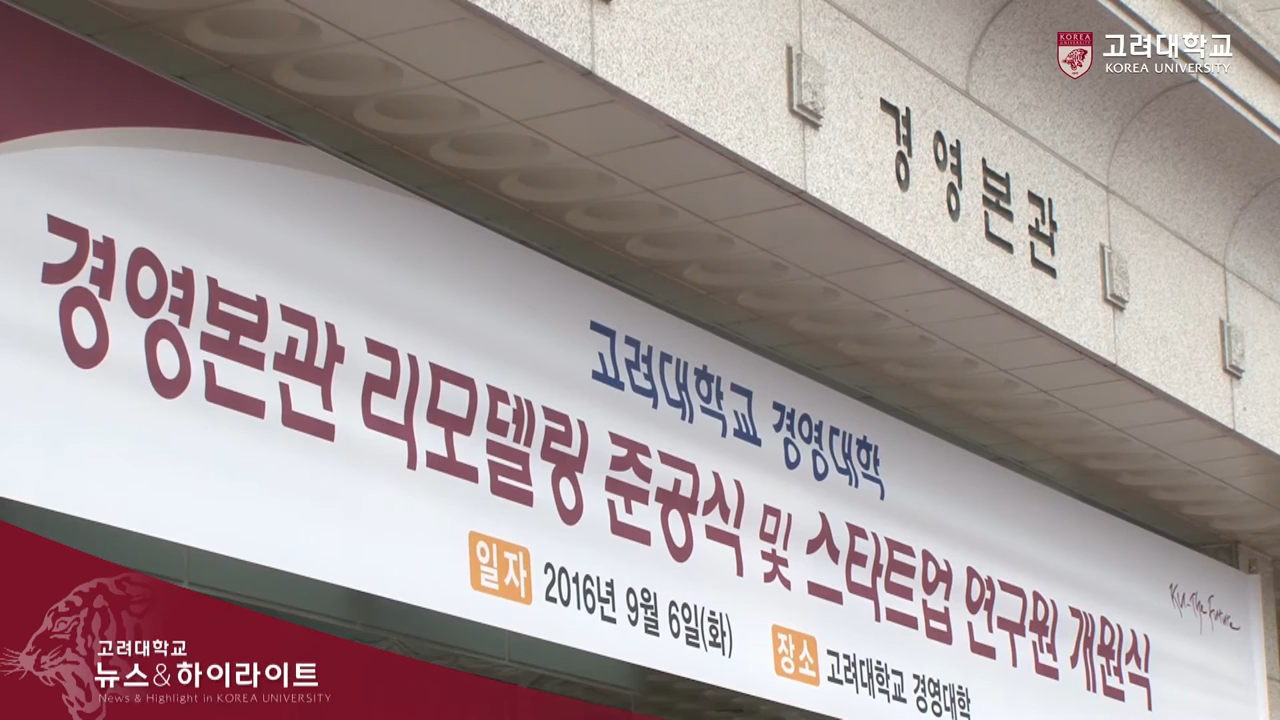 KOREA
UNIVERSITY
고려대학교
KOREA UNIVERSITY
경영본관
고려대학교 경영대학
경영본관 리모델링 준공식 및 스타트업 연구원 개원식
일자 2016년 9월 6일(화)
장소 고려대학교 경영대학
고려대학교
뉴스&하이라이트
News & Highlight in KOREA UNIVERSITY